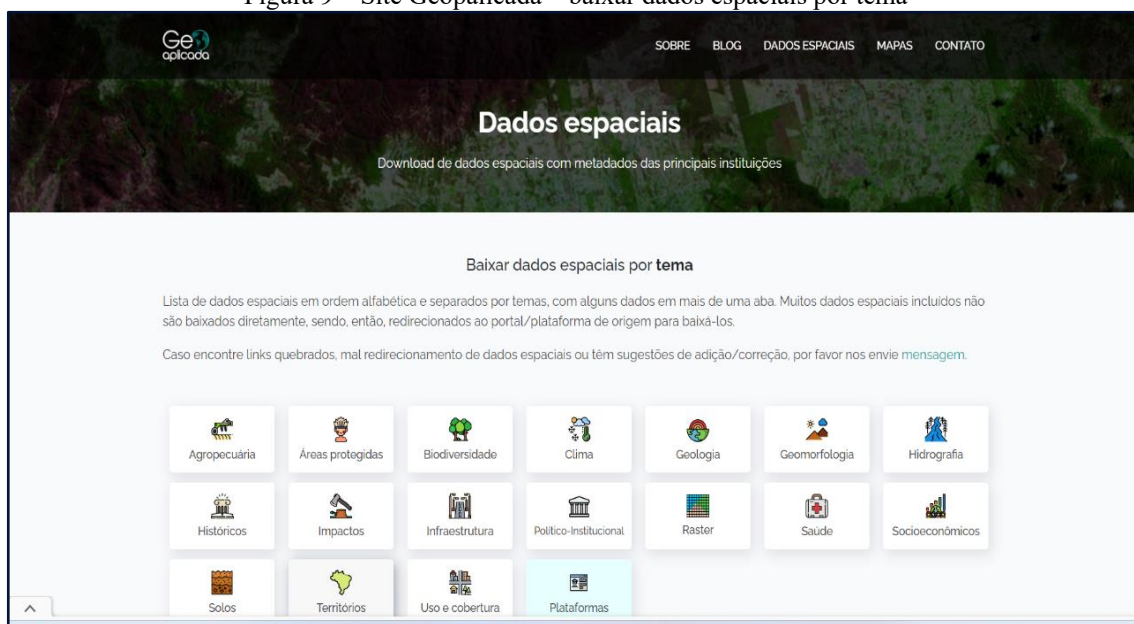 Figura 9 – Site Geopalicada – baixar dados espaciais por tema
Geo
aplicada
SOBRE BLOG DADOS ESPACIAIS MAPAS CONTATO
Dados espaciais
Download de dados espaciais com metadados das principais instituições
Baixar dados espaciais por tema
Lista de dados espaciais em ordem alfabética e separados por temas, com alguns dados em mais de uma aba. Muitos dados espaciais incluídos não
são baixados diretamente, sendo, então, redirecionados ao portal/plataforma de origem para baixá-los.
Caso encontre links quebrados, mal redirecionamento de dados espaciais ou têm sugestões de adição/correção, por favor nos envie mensagem.
Agropecuária Áreas protegidas Biodiversidade Clima Geologia Geomorfologia Hidrografia
Históricos Impactos Infraestrutura Político-Institucional Raster Saúde Socioeconômicos
Solos Territórios Uso e cobertura Plataformas